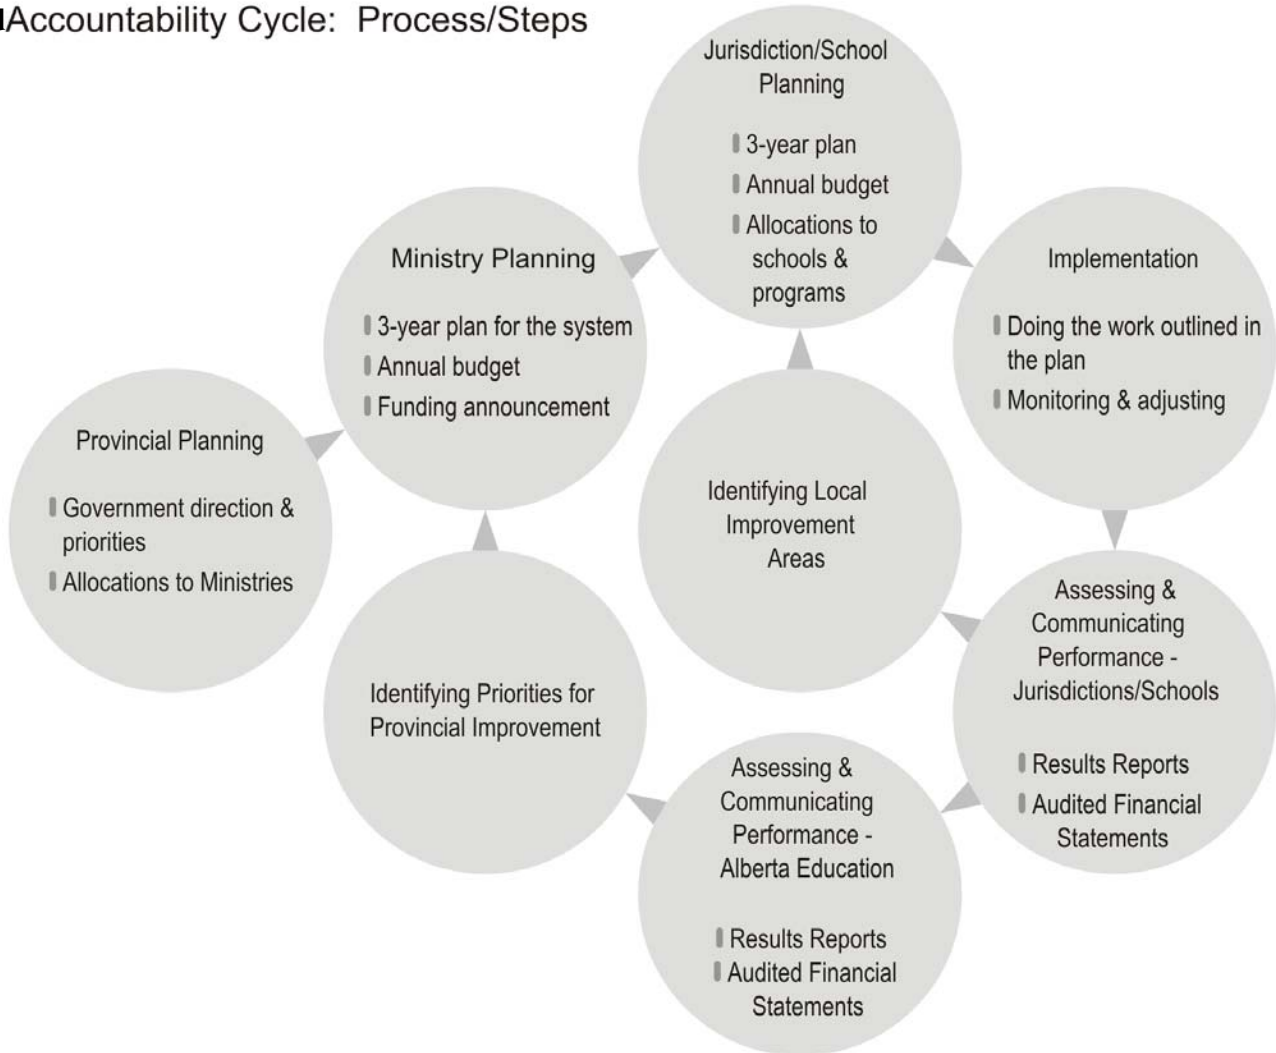 Accountability Cycle: Process/Steps
Provincial Planning
Government direction &
priorities
Allocations to Ministries
Ministry Planning
3-year plan for the system
Annual budget
Funding announcement
Jurisdiction/School
Planning
3-year plan
Annual budget
Allocations to
schools &
programs
Implementation
Doing the work outlined in
the plan
Monitoring & adjusting
Assessing &
Communicating
Performance -
Jurisdictions/Schools
Results Reports
Audited Financial
Statements
Identifying Local
Improvement
Areas
Assessing &
Communicating
Performance -
Alberta Education
Results Reports
Audited Financial
Statements
Identifying Priorities for
Provincial Improvement